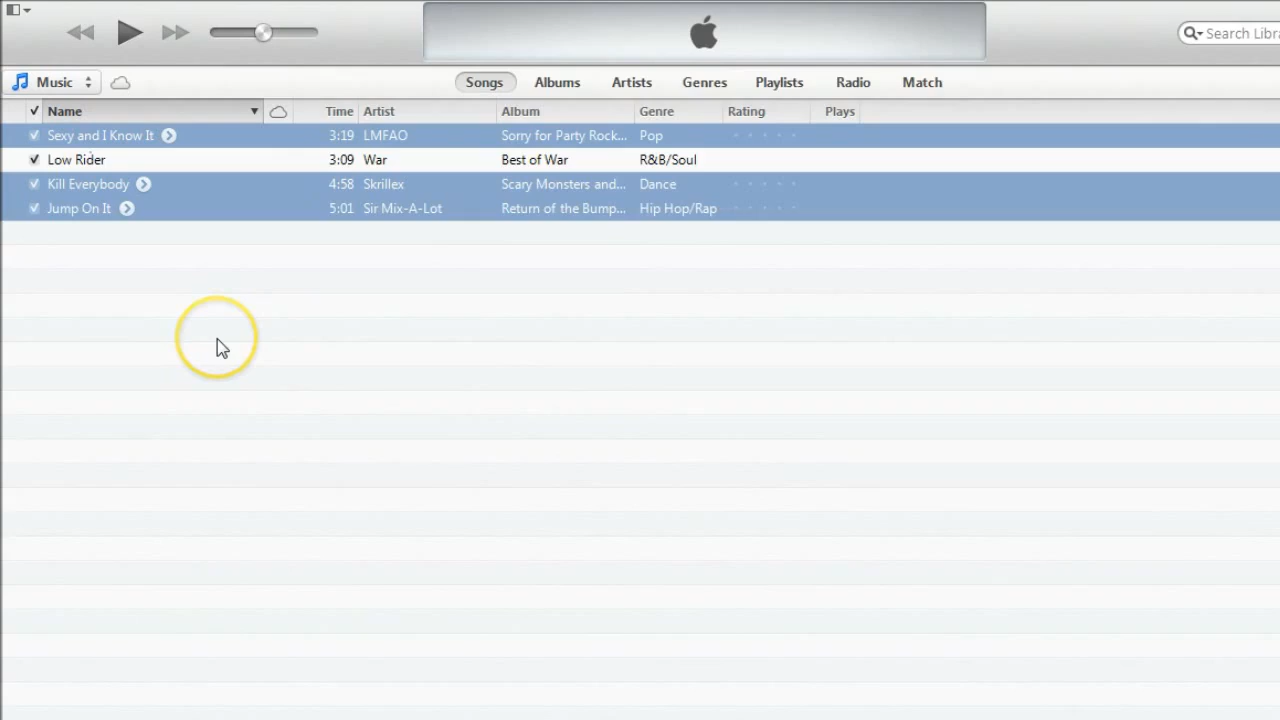 Search Libr
Music Songs Albums Artists Genres Playlists Radio Match
Name Time Artist Album Genre Rating Plays
Sexy and I Know It 3:19 LMFAO Sorry for Party Rock... Pop
Low Rider 3:09 War Best of War R&B/Soul
Kill Everybody 4:58 Skrillex Scary Monsters and... Dance
Jump On It 5:01 Sir Mix-A-Lot Return of the Bump... Hip Hop/Rap